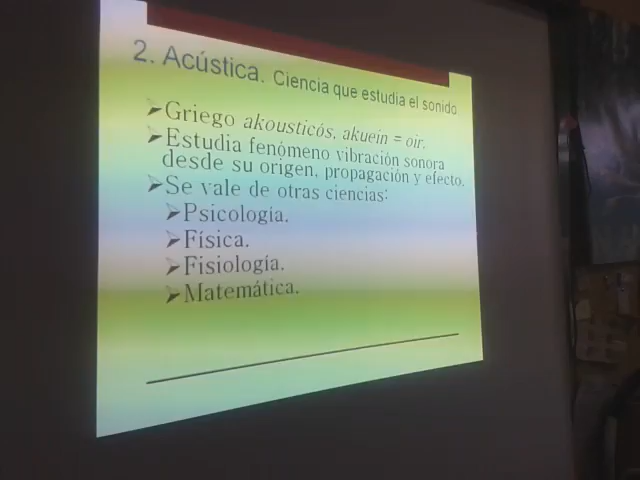 2. Acústica. Ciencia que estudia el sonido.
➢Griego akousticós, akuein = oir.
➢Estudia fenómeno vibración sonora
desde su origen, propagación y efecto.
➢Se vale de otras ciencias:
➢Psicología.
➢Física.
➢Fisiología.
➢Matemática.